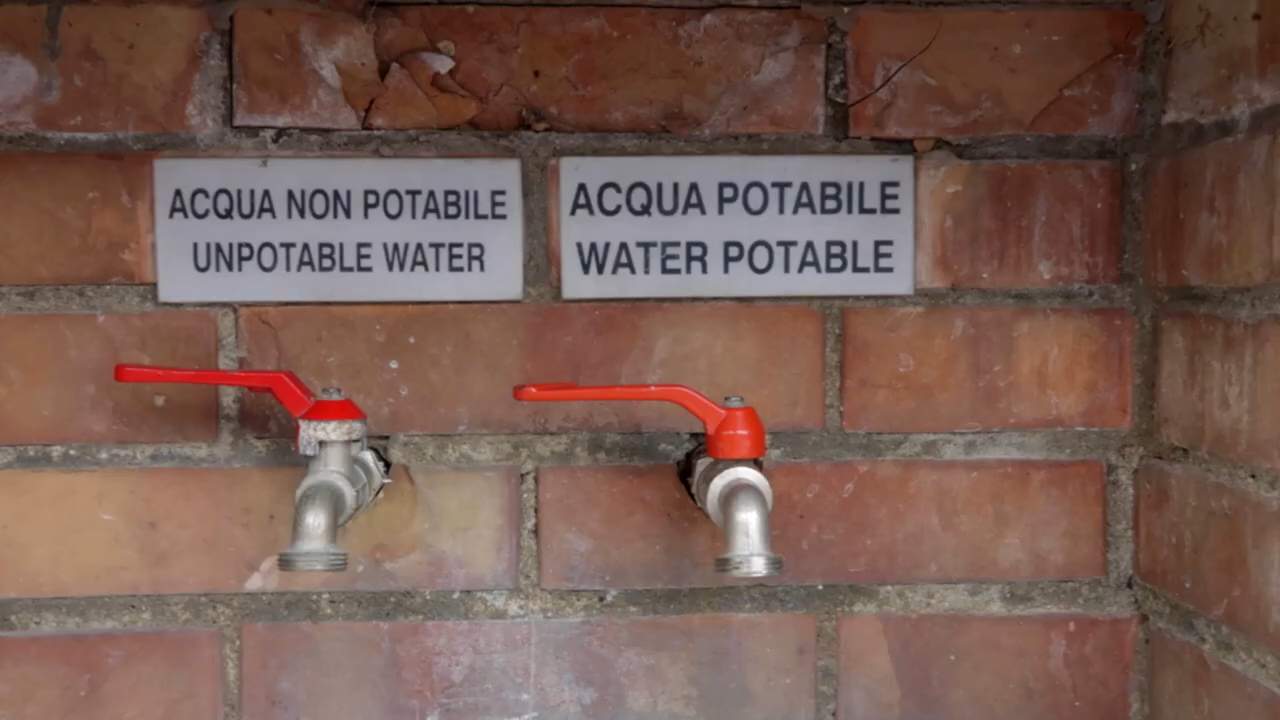 ACQUA NON POTABILE
UNPOTABLE WATER
ACQUA POTABILE
WATER POTABLE